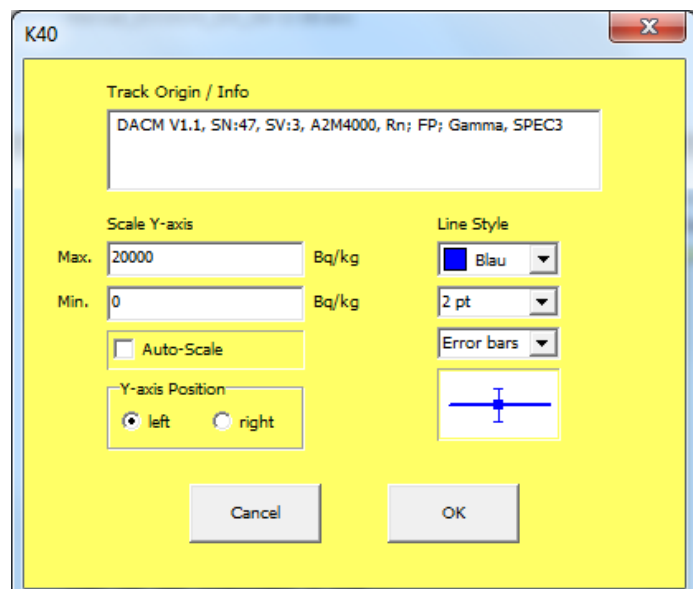 K40
Track Origin / Info
DACM V1.1, SN:47, SV:3, A2M4000, Rn; FP; Gamma, SPEC3
Scale Y-axis
Line Style
Max. 20000 Bq/kg
Blau
Min. 0 Bq/kg
2 pt
Auto-Scale
Error bars
Y-axis Position
left right
Cancel OK